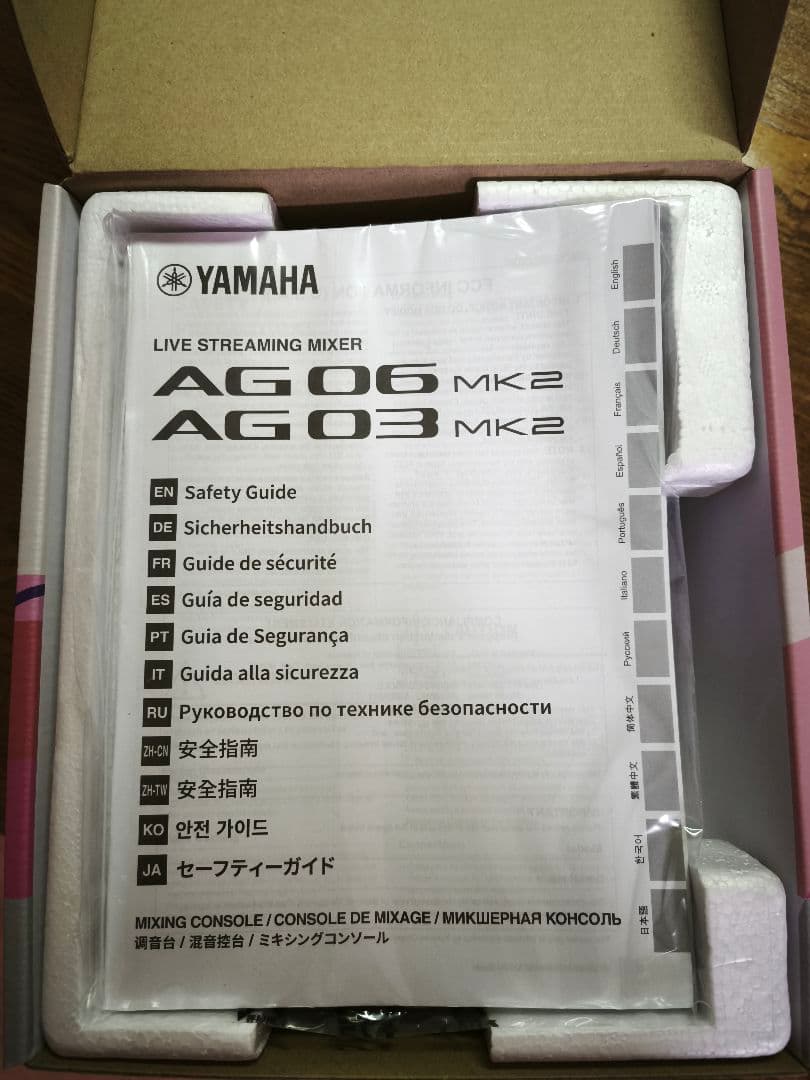 YAMAHA
LIVE STREAMING MIXER
AG06 MK2
AG03 MK2
EN Safety Guide
DE Sicherheitshandbuch
FR Guide de sécurité
ES Guía de seguridad
PT Guia de Segurança
IT Guida alla sicurezza
RU Руководство по технике безопасности
ZH-CN 安全指南
ZH-TW 安全指南
KO 안전 가이드
JA セーフティーガイド
MIXING CONSOLE / CONSOLE DE MIXAGE / МИКШЕРНАЯ КОНСОЛЬ
调音台 / 混音控台 / ミキシングコンソール
English
Deutsch
Français
Español
Português
Italiano
Русский
简体中文
繁體中文
한국어
日本語